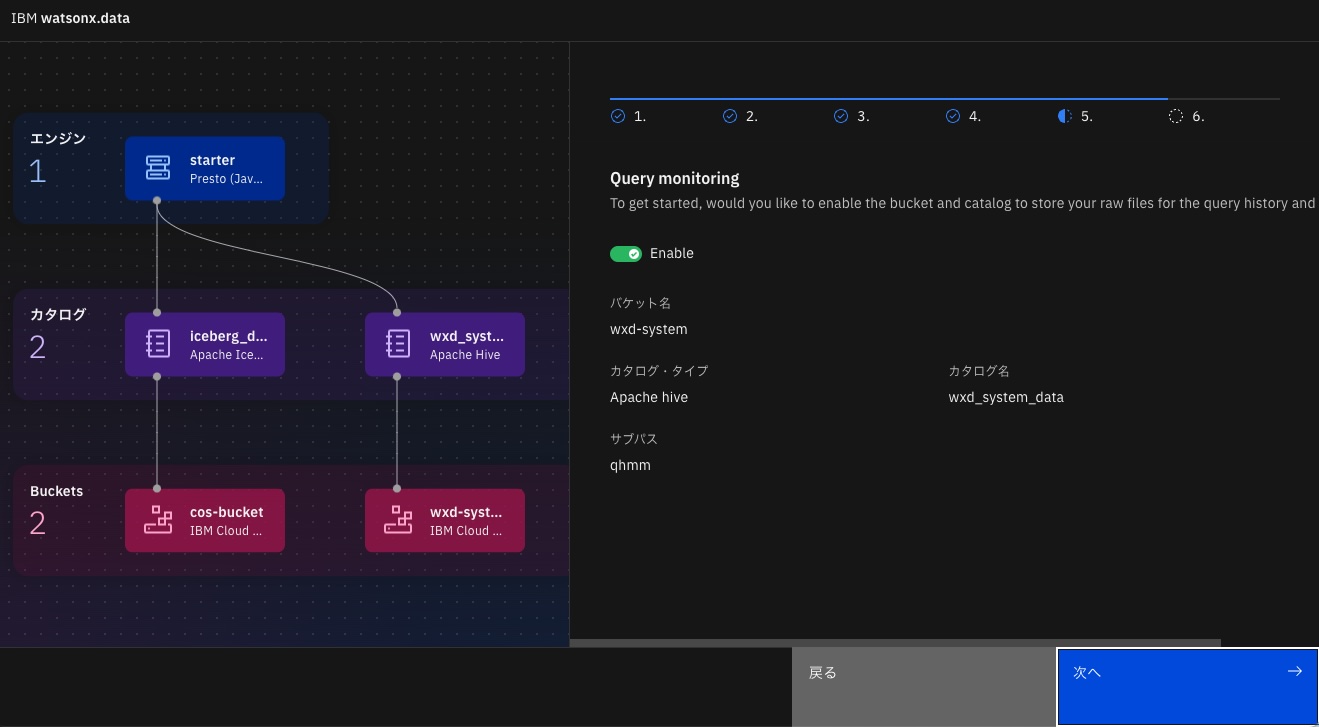 IBM watsonx.data
エンジン
1
starter
Presto (Jav...
カタログ
2
iceberg_d...
Apache Ice...
wxd_syst...
Apache Hive
Buckets
2
cos-bucket
IBM Cloud ...
wxd-syst...
IBM Cloud ...
1.
2.
3.
4.
5.
6.
Query monitoring
To get started, would you like to enable the bucket and catalog to store your raw files for the query history and
Enable
バケット名
wxd-system
カタログ・タイプ
カタログ名
Apache hive
wxd_system_data
サブパス
qhmm
戻る
次へ